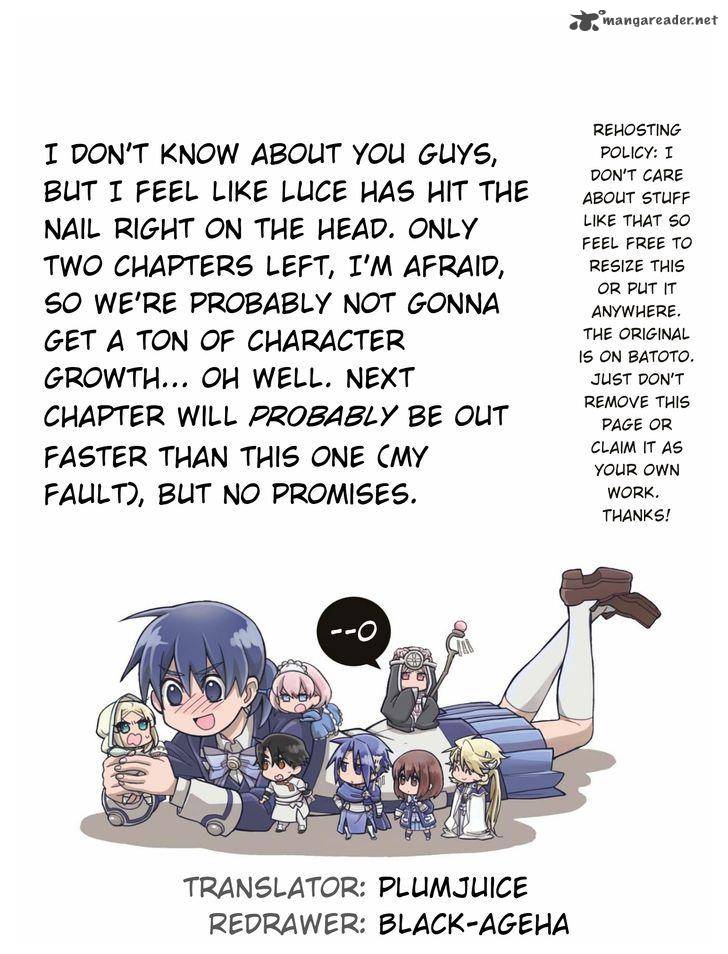 mangareader.net
I DON'T KNOW ABOUT YOU GUYS,
BUT I FEEL LIKE LUCE HAS HIT THE
NAIL RIGHT ON THE HEAD. ONLY
TWO CHAPTERS LEFT, I'M AFRAID,
SO WE'RE PROBABLY NOT GONNA
GET A TON OF CHARACTER
GROWTH... OH WELL. NEXT
CHAPTER WILL PROBABLY BE OUT
FASTER THAN THIS ONE (MY
FAULT), BUT NO PROMISES.
REHOSTING
POLICY: I
DON'T CARE
ABOUT STUFF
LIKE THAT SO
FEEL FREE TO
RESIZE THIS
OR PUT IT
ANYWHERE.
THE ORIGINAL
IS ON BATOTO.
JUST DON'T
REMOVE THIS
PAGE OR
CLAIM IT AS
YOUR OWN
WORK.
THANKS!
--O
TRANSLATOR: PLUMJUICE
REDRAWER: BLACK-AGEHA